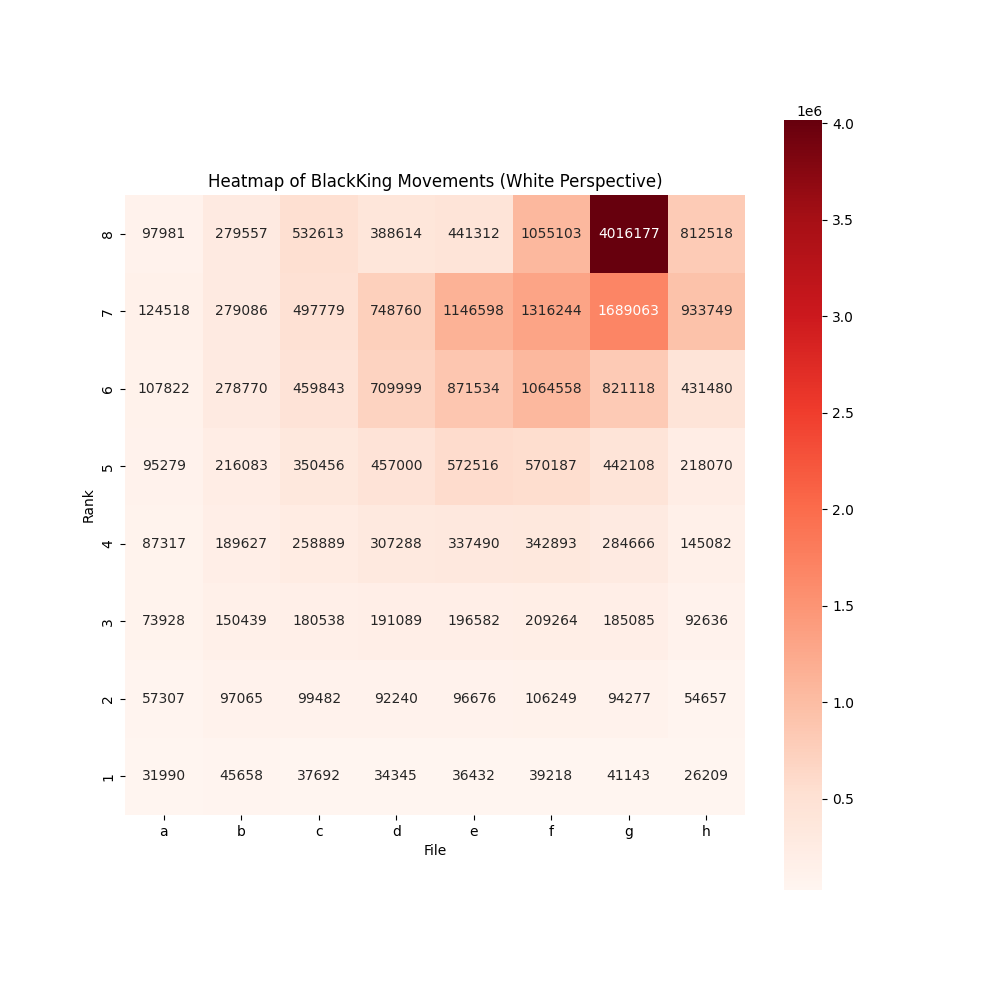 1e6
Heatmap of BlackKing Movements (White Perspective)
8 97981 279557 532613 388614 441312 1055103 4016177 812518
7 124518 279086 497779 748760 1146598 1316244 1689063 933749
6 107822 278770 459843 709999 871534 1064558 821118 431480
5 95279 216083 350456 457000 572516 570187 442108 218070
4 87317 189627 258889 307288 337490 342893 284666 145082
3 73928 150439 180538 191089 196582 209264 185085 92636
2 57307 97065 99482 92240 96676 106249 94277 54657
1 31990 45658 37692 34345 36432 39218 41143 26209
a b c d e f g h
File
Rank
4.0
3.5
3.0
2.5
2.0
1.5
1.0
0.5